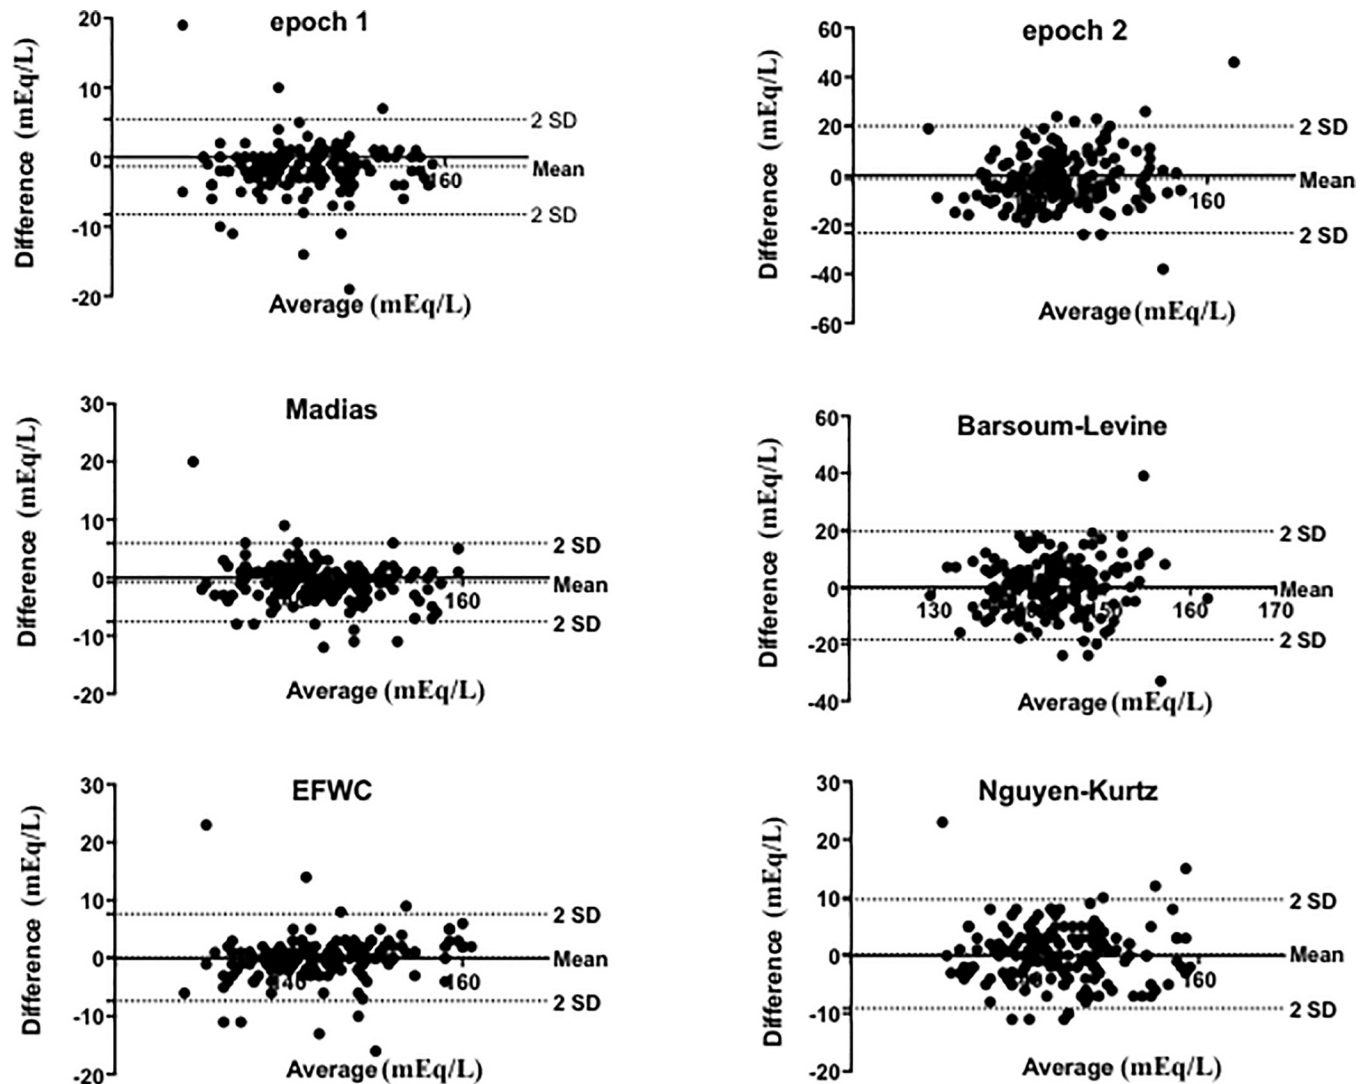 epoch 1
Difference (mEq/L)
20
10
0
-10
-20
2 SD
Mean
2 SD
160
Average (mEq/L)
epoch 2
Difference (mEq/L)
60
40
20
0
-20
-40
-60
2 SD
Mean
2 SD
160
Average (mEq/L)
Madias
Difference (mEq/L)
30
20
10
0
-10
-20
2 SD
Mean
2 SD
160
Average (mEq/L)
Barsoum-Levine
Difference (mEq/L)
60
40
20
0
-20
-40
2 SD
Mean
2 SD
130
160
170
Average (mEq/L)
EFWC
Difference (mEq/L)
30
20
10
0
-10
-20
2 SD
Mean
2 SD
140
160
Average (mEq/L)
Nguyen-Kurtz
Difference (mEq/L)
30
20
10
0
-10
-20
2 SD
Mean
2 SD
160
Average (mEq/L)